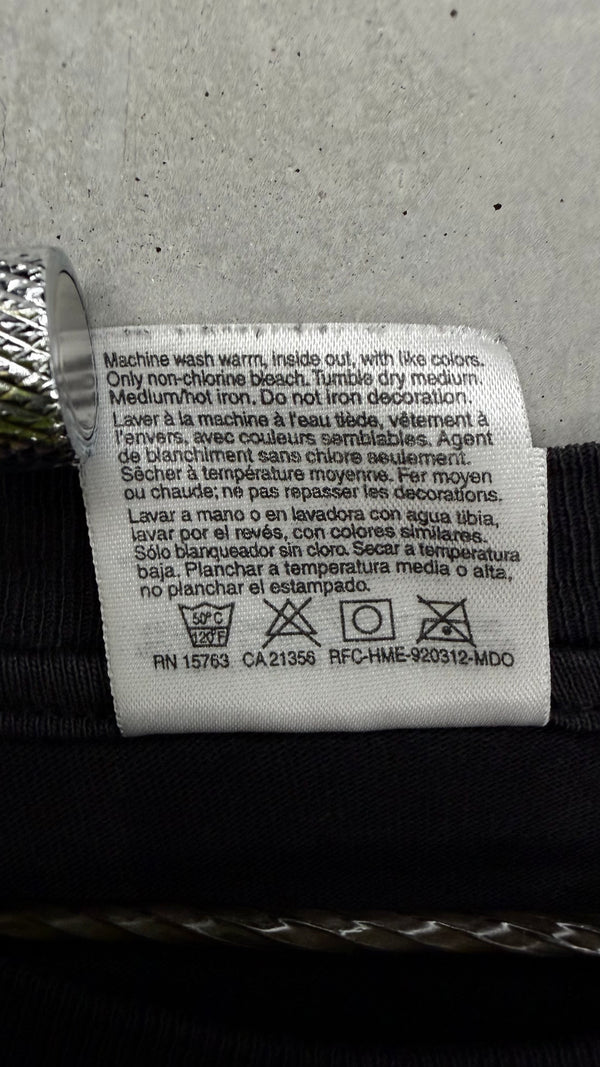 Machine wash warm, inside out, with like colors.
Only non-chlorine bleach. Tumble dry medium.
Medium/hot iron. Do not iron decoration.
Laver à la machine à l'eau tiède, vêtement à
l'envers, avec couleurs semblables. Agent
de blanchiment sans chlore seulement.
Sècher à température moyenne. Fer moyen
ou chaude; ne pas repasser les decorations.
Lavar a mano o en lavadora con agua tibia,
lavar por el revés, con colores similares.
Sólo blanqueador sin cloro. Secar a temperatura
baja. Planchar a temperatura media o alta,
no planchar el estampado.
50°C
120°F
RN 15763 CA 21356 RFC-HME-920312-MDO